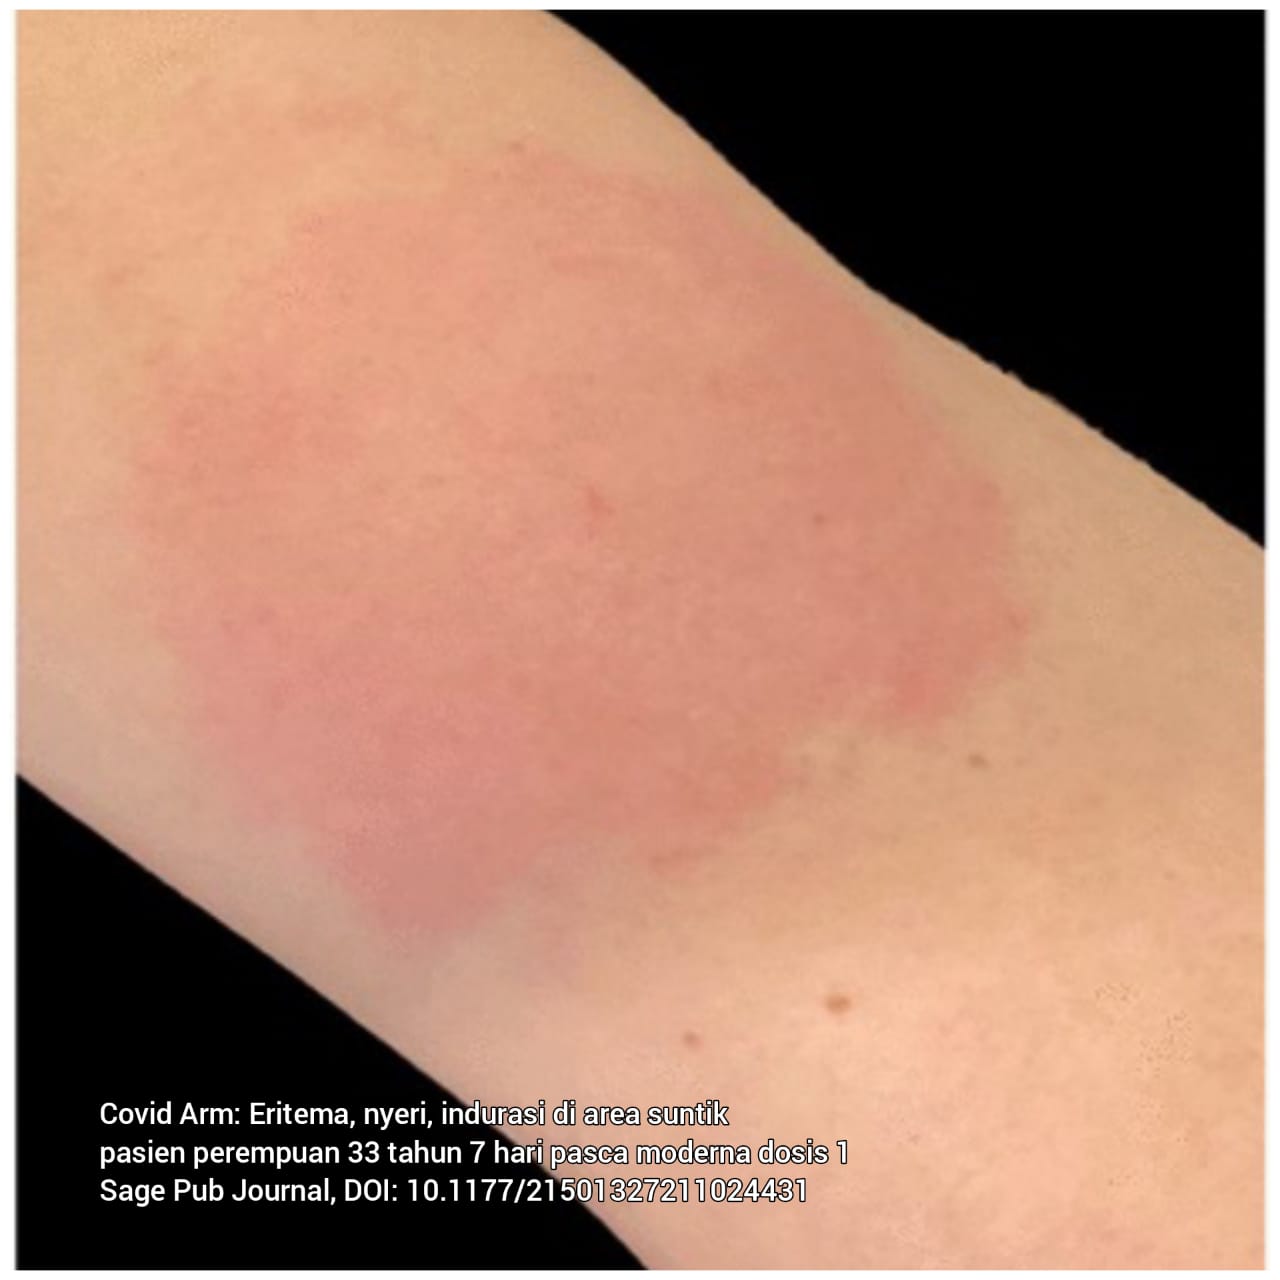 Covid Arm: Eritema, nyeri, indurasi di area suntik
pasien perempuan 33 tahun 7 hari pasca moderna dosis 1
Sage Pub Journal, DOI: 10.1177/21501327211024431